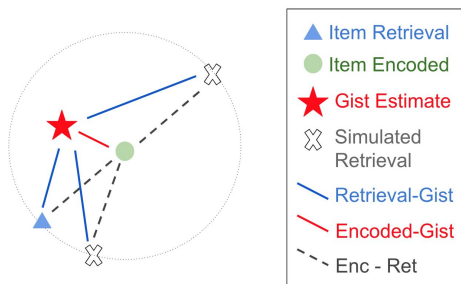 Item Retrieval
Item Encoded
Gist Estimate
Simulated
Retrieval
Retrieval-Gist
Encoded-Gist
Enc - Ret